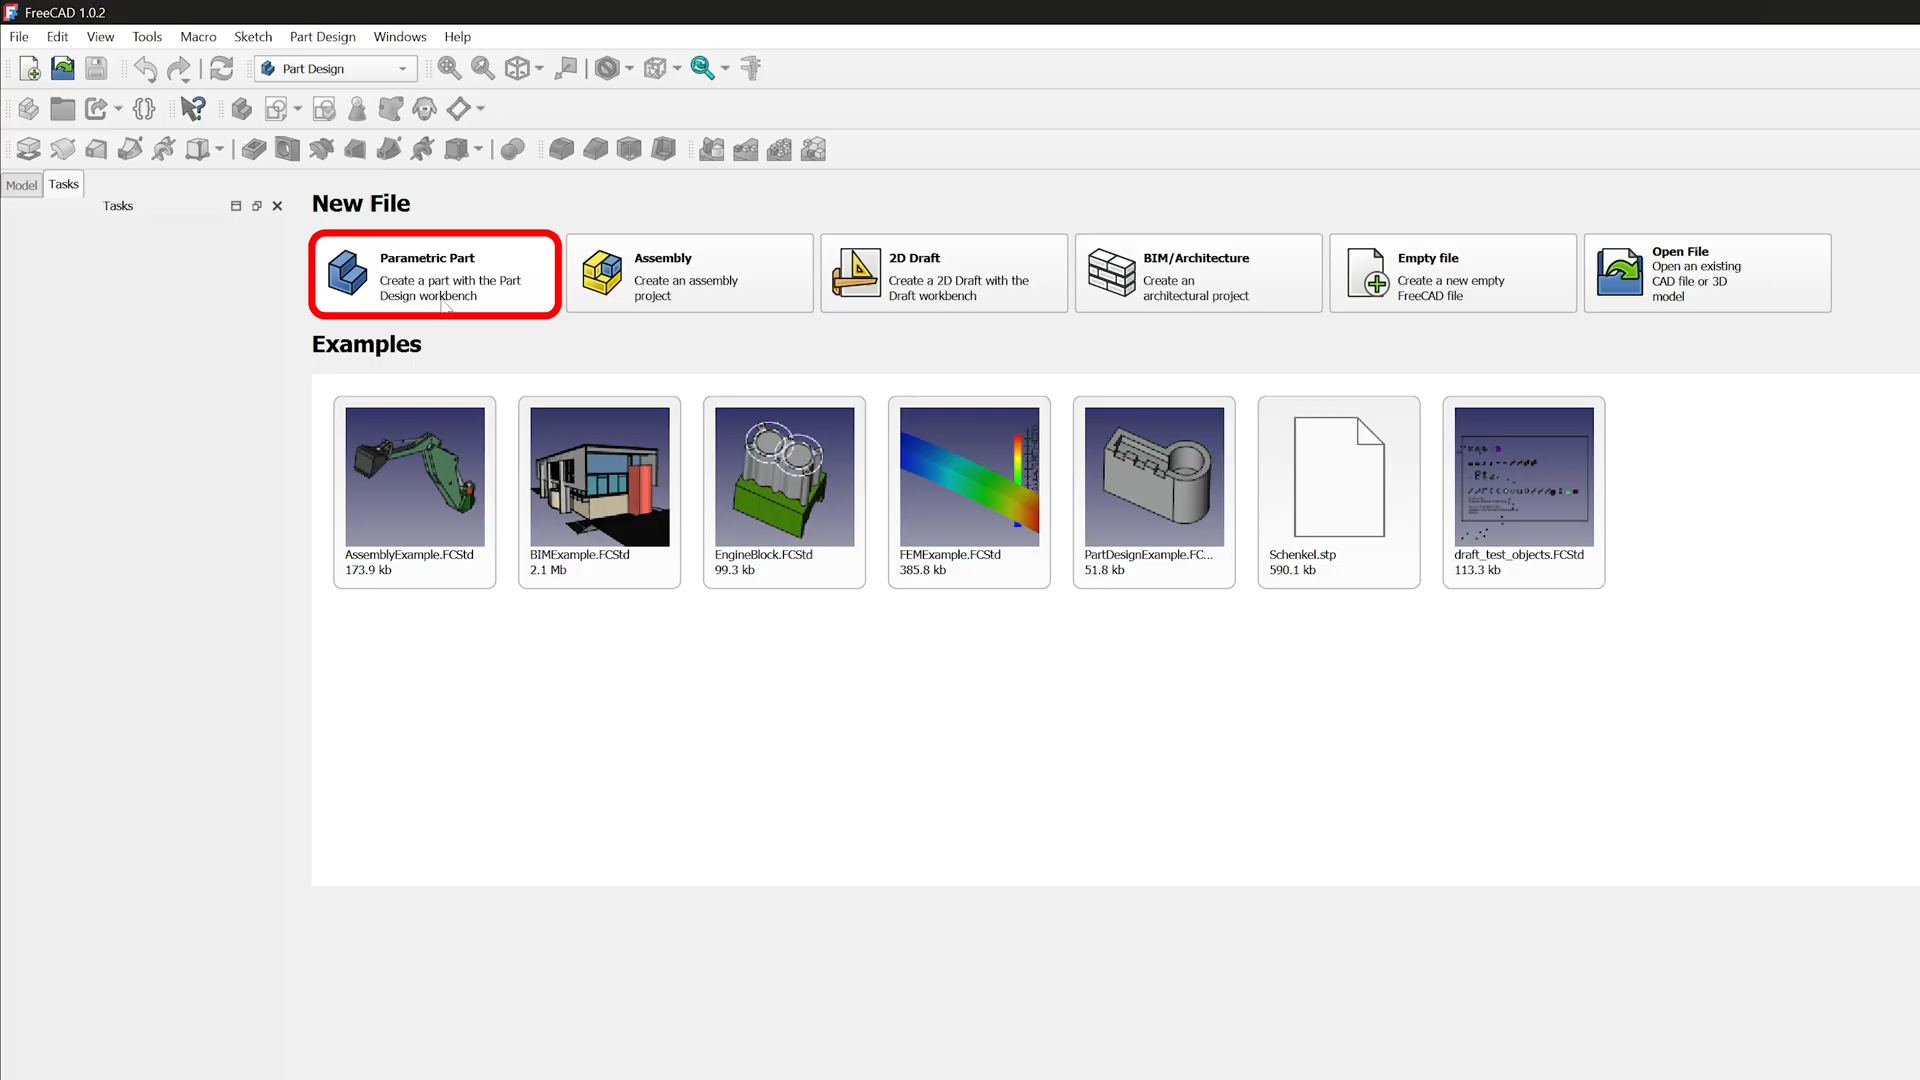 FreeCAD 1.0.2
File Edit View Tools Macro Sketch Part Design Windows Help
Part Design
Model Tasks
Tasks
New File
Parametric Part
Create a part with the Part
Design workbench
Assembly
Create an assembly
project
2D Draft
Create a 2D Draft with the
Draft workbench
BIM/Architecture
Create an
architectural project
Empty file
Create a new empty
FreeCAD file
Open File
Open an existing
CAD file or 3D
model
Examples
AssemblyExample.FCStd
173.9 kb
BIMExample.FCStd
2.1 Mb
EngineBlock.FCStd
99.3 kb
FEMExample.FCStd
385.8 kb
PartDesignExample.FC...
51.8 kb
Schenkel.stp
590.1 kb
draft_test_objects.FCStd
113.3 kb